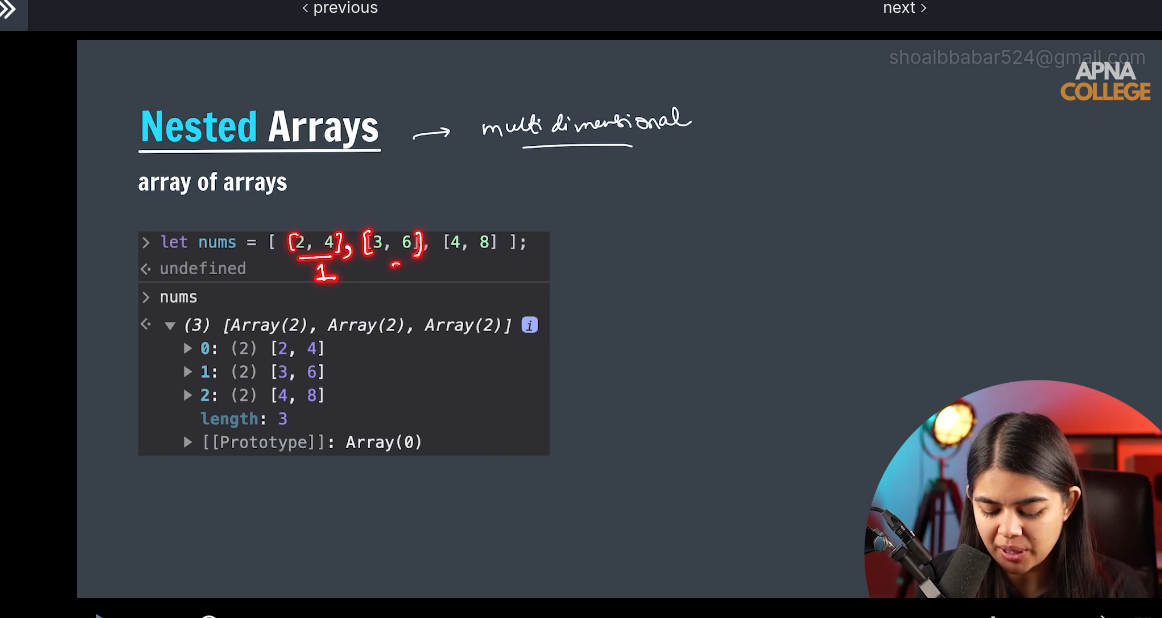 < previous
next >
shoaibbabar524@gmail.com
APNA
COLLEGE
Nested Arrays → multidimensional
array of arrays
> let nums = [ [2, 4], [3, 6], [4, 8] ];
1
undefined
> nums
(3) [Array(2), Array(2), Array(2)] i
0: (2) [2, 4]
1: (2) [3, 6]
2: (2) [4, 8]
length: 3
[[Prototype]]: Array(0)